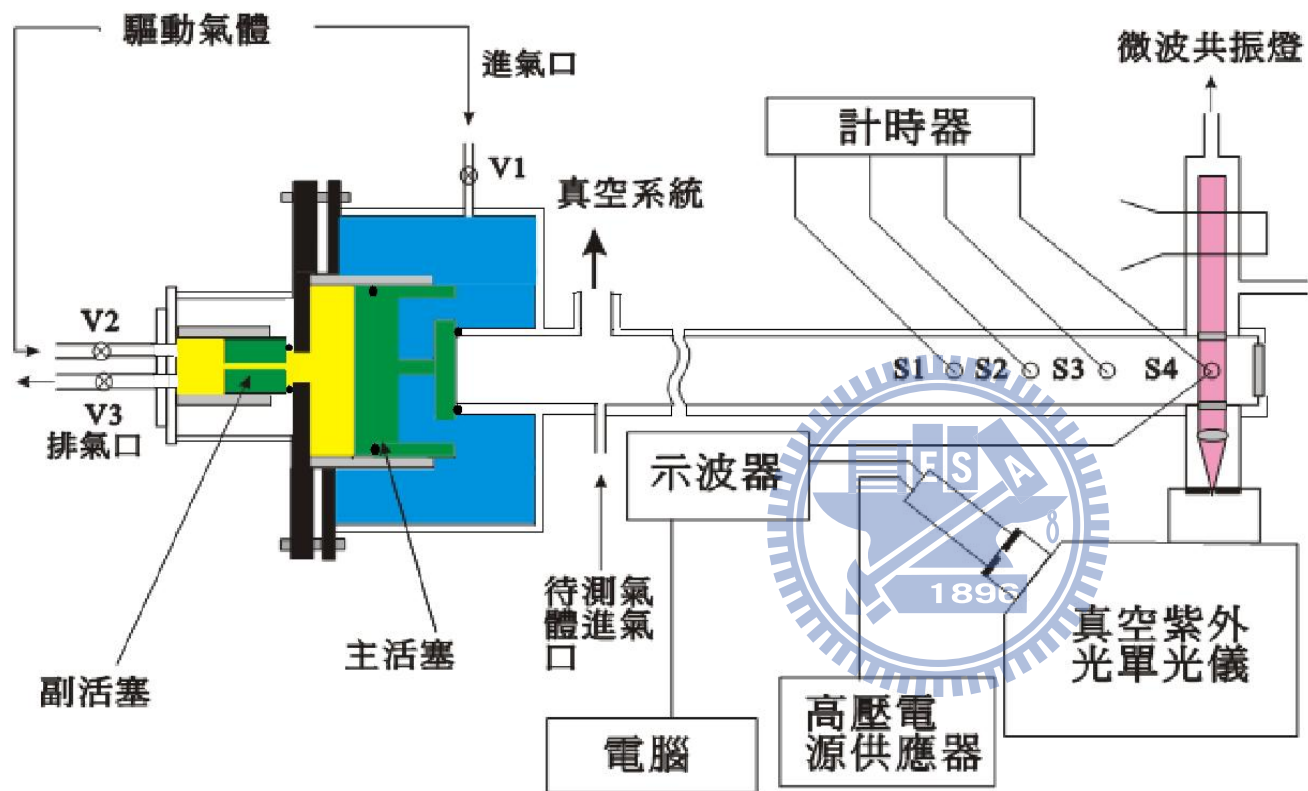 驅動氣體
進氣口
V1
真空系統
計時器
微波共振燈
V2
V3
排氣口
S1
S2
S3
S4
示波器
主活塞
副活塞
待測氣
體進氣
口
電腦
高壓電
源供應器
真空紫外
光單光儀
ES
A
1896